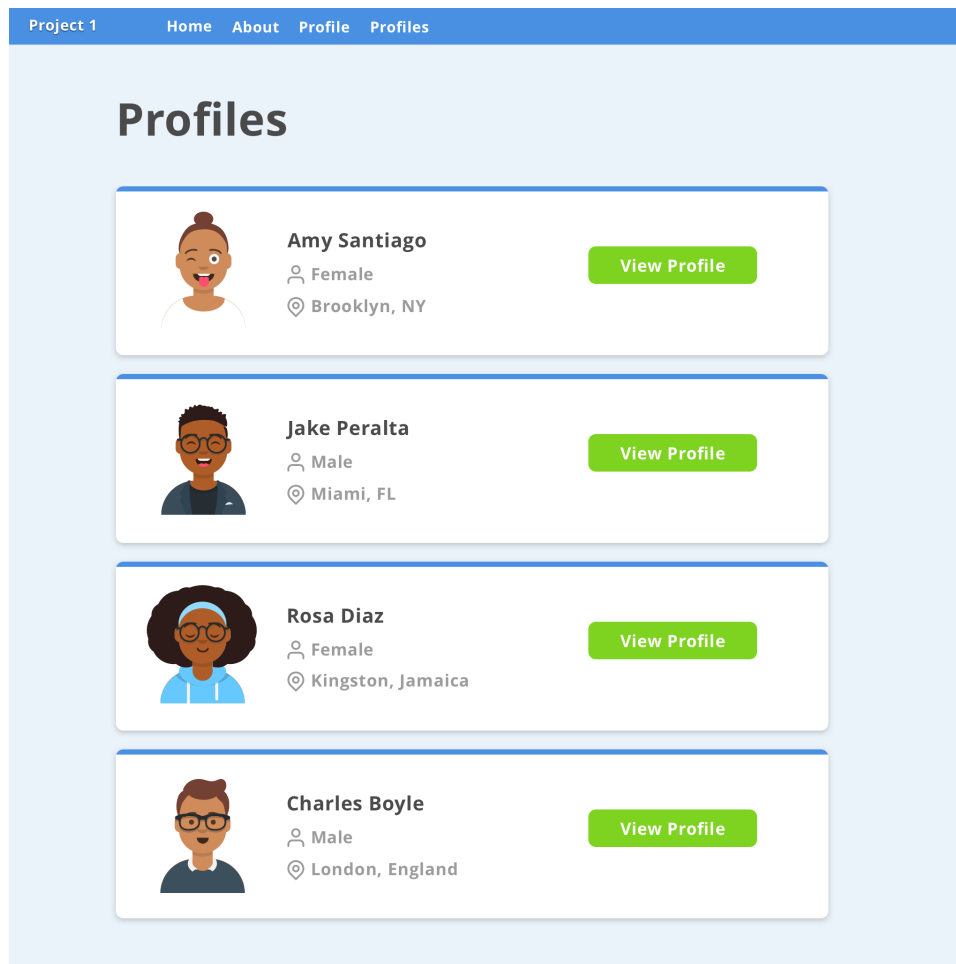 Project 1 Home About Profile Profiles
Profiles
Amy Santiago
Female
Brooklyn, NY
View Profile
Jake Peralta
Male
Miami, FL
View Profile
Rosa Diaz
Female
Kingston, Jamaica
View Profile
Charles Boyle
Male
London, England
View Profile